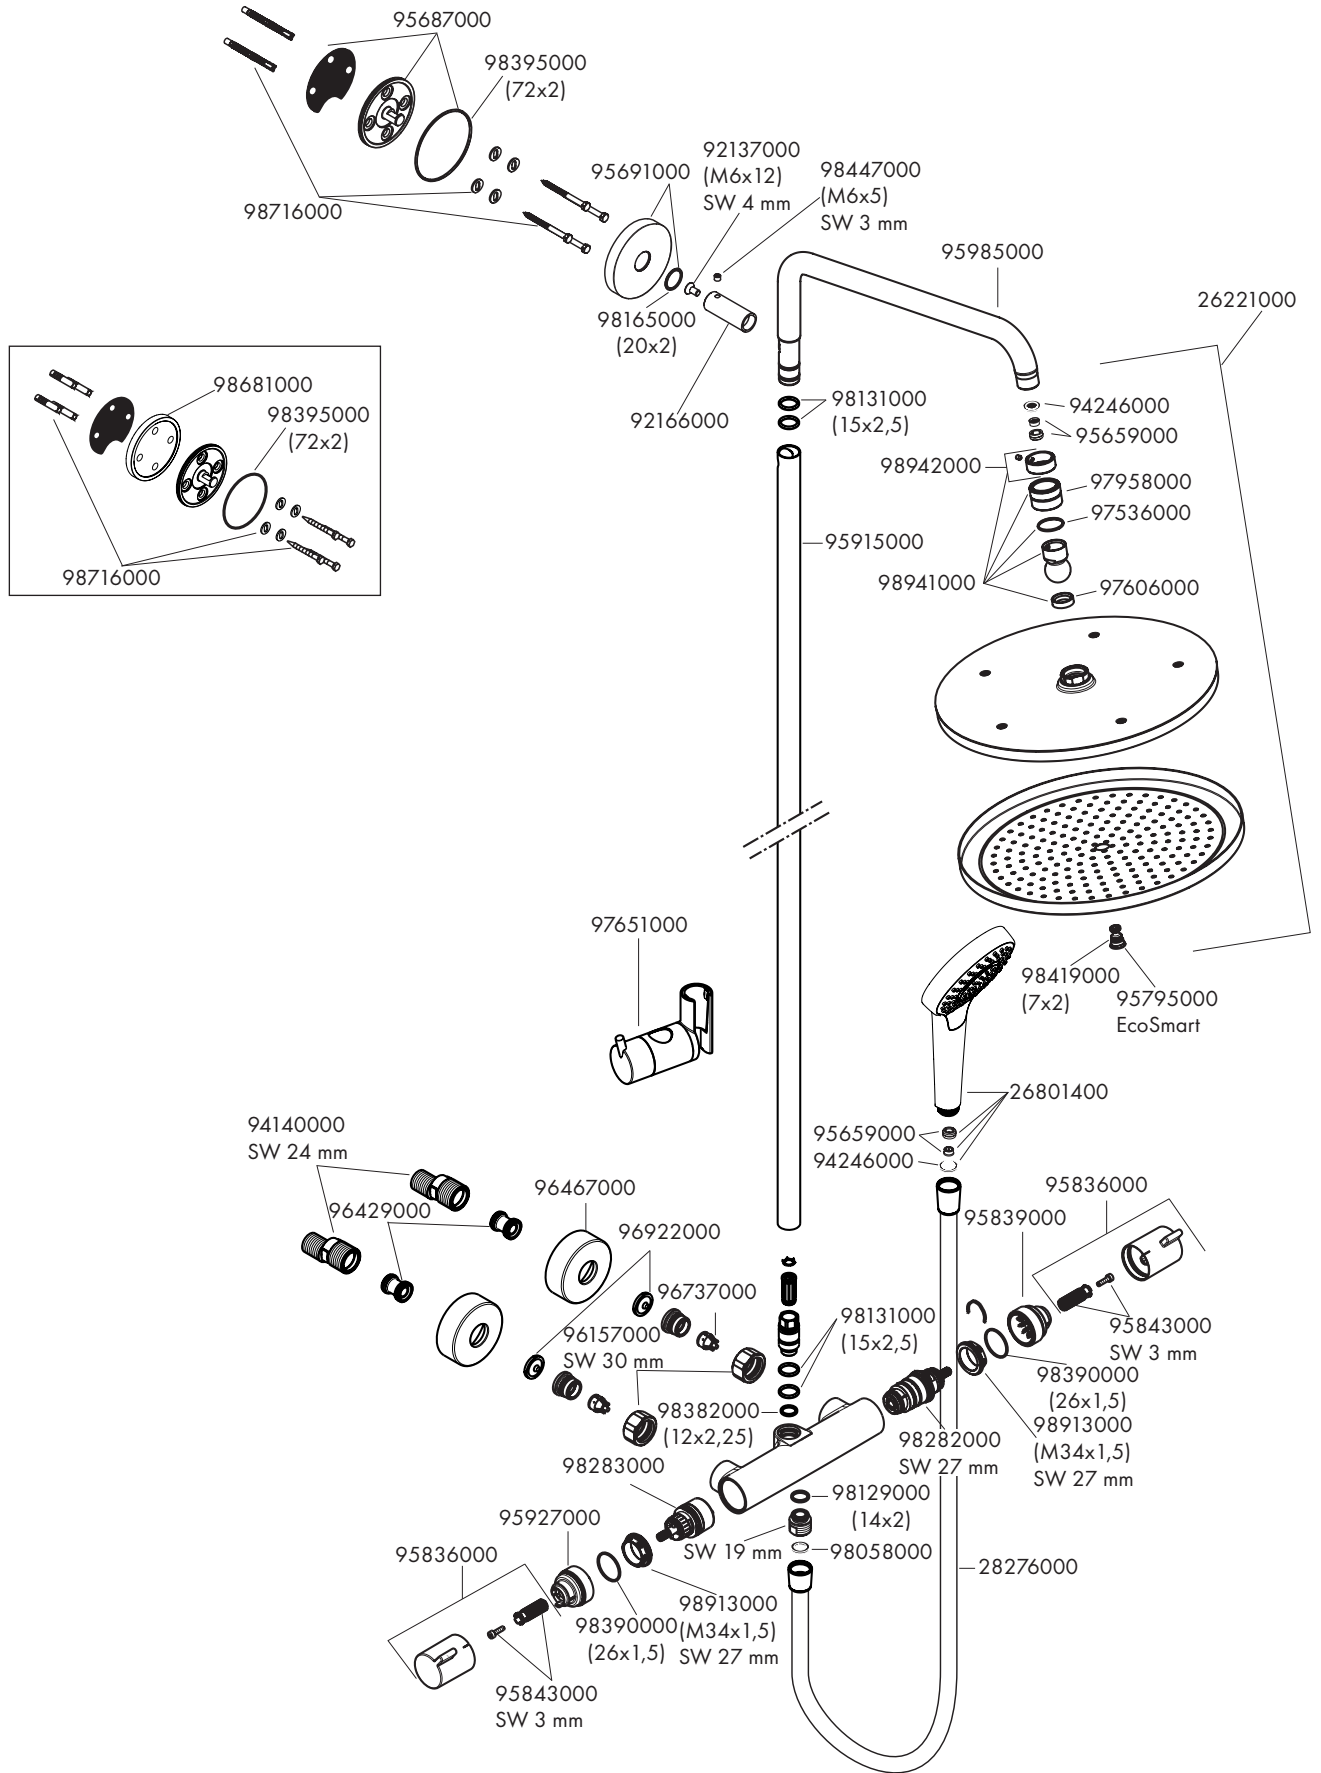 95687000
98395000
(72x2)
92137000
(M6x12)
SW 4 mm
98447000
(M6x5)
SW 3 mm
95691000
98716000
95985000
26221000
98165000
(20x2)
92166000
98681000
98395000
(72x2)
98716000
98131000
(15x2,5)
94246000
95659000
98942000
97958000
97536000
95915000
98941000
97606000
97651000
98419000
(7x2)
95795000
EcoSmart
26801400
95659000
94246000
94140000
SW 24 mm
96429000
96467000
96922000
96737000
96157000
SW 30 mm
95836000
95839000
98131000
(15x2,5)
95843000
SW 3 mm
98390000
(26x1,5)
98382000
(12x2,25)
98913000
(M34x1,5)
SW 27 mm
98282000
SW 27 mm
98283000
98129000
(14x2)
95927000
SW 19 mm
98058000
95836000
28276000
98913000
(M34x1,5)
SW 27 mm
98390000
(26x1,5)
95843000
SW 3 mm